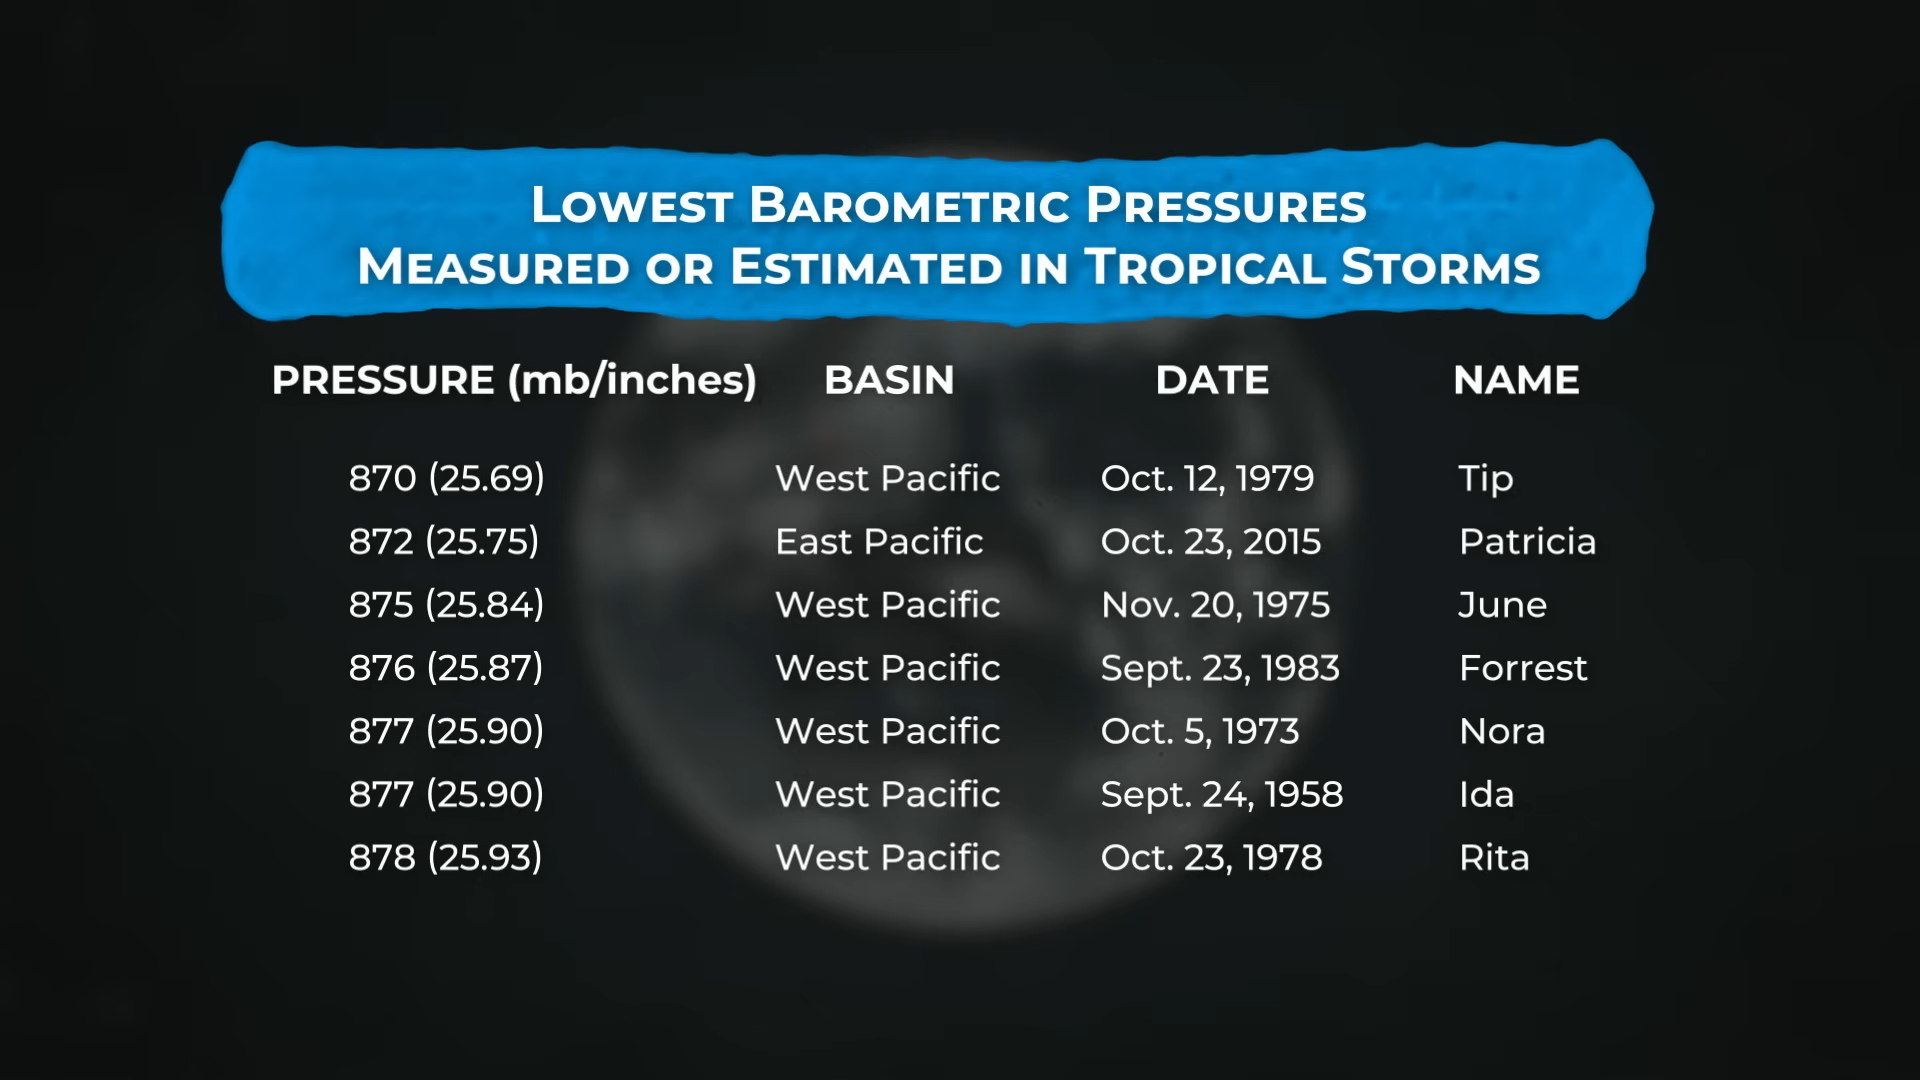 Lowest Barometric Pressures
Measured or Estimated in Tropical Storms
PRESSURE (mb/inches) BASIN DATE NAME
870 (25.69) West Pacific Oct. 12, 1979 Tip
872 (25.75) East Pacific Oct. 23, 2015 Patricia
875 (25.84) West Pacific Nov. 20, 1975 June
876 (25.87) West Pacific Sept. 23, 1983 Forrest
877 (25.90) West Pacific Oct. 5, 1973 Nora
877 (25.90) West Pacific Sept. 24, 1958 Ida
878 (25.93) West Pacific Oct. 23, 1978 Rita